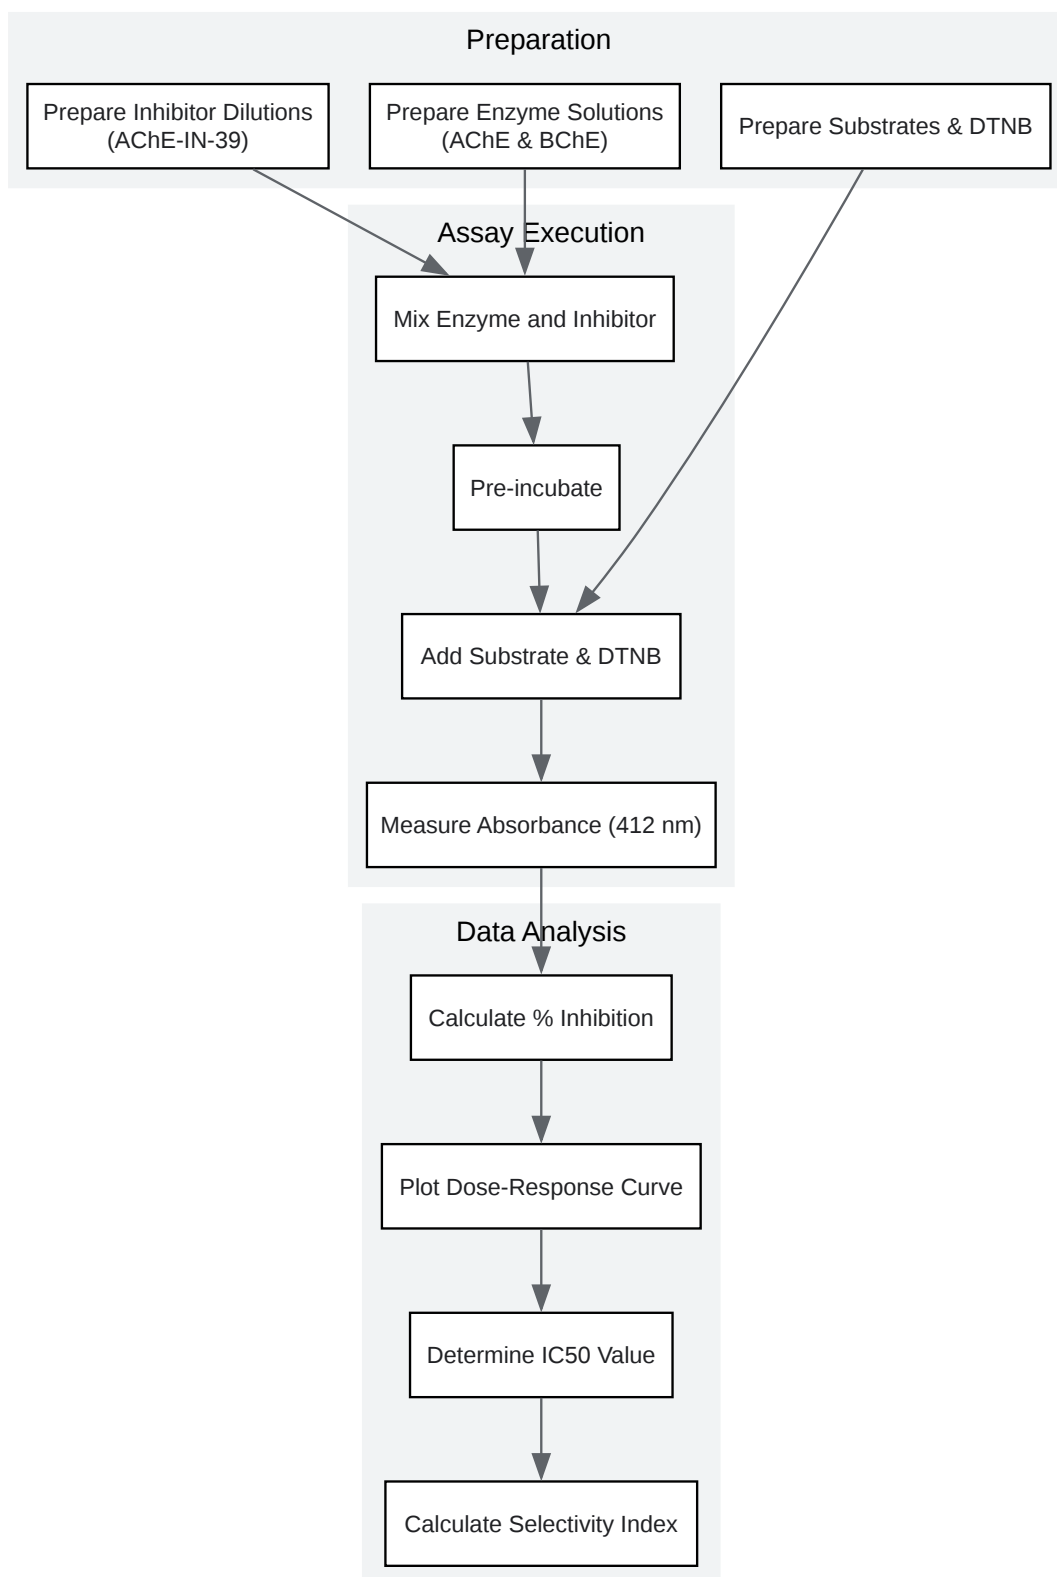 Preparation
Prepare Inhibitor Dilutions
(AChE-IN-39)
Prepare Enzyme Solutions
(AChE & BChE)
Prepare Substrates & DTNB
Assay Execution
Mix Enzyme and Inhibitor
Pre-incubate
Add Substrate & DTNB
Measure Absorbance (412 nm)
Data Analysis
Calculate % Inhibition
Plot Dose-Response Curve
Determine IC50 Value
Calculate Selectivity Index